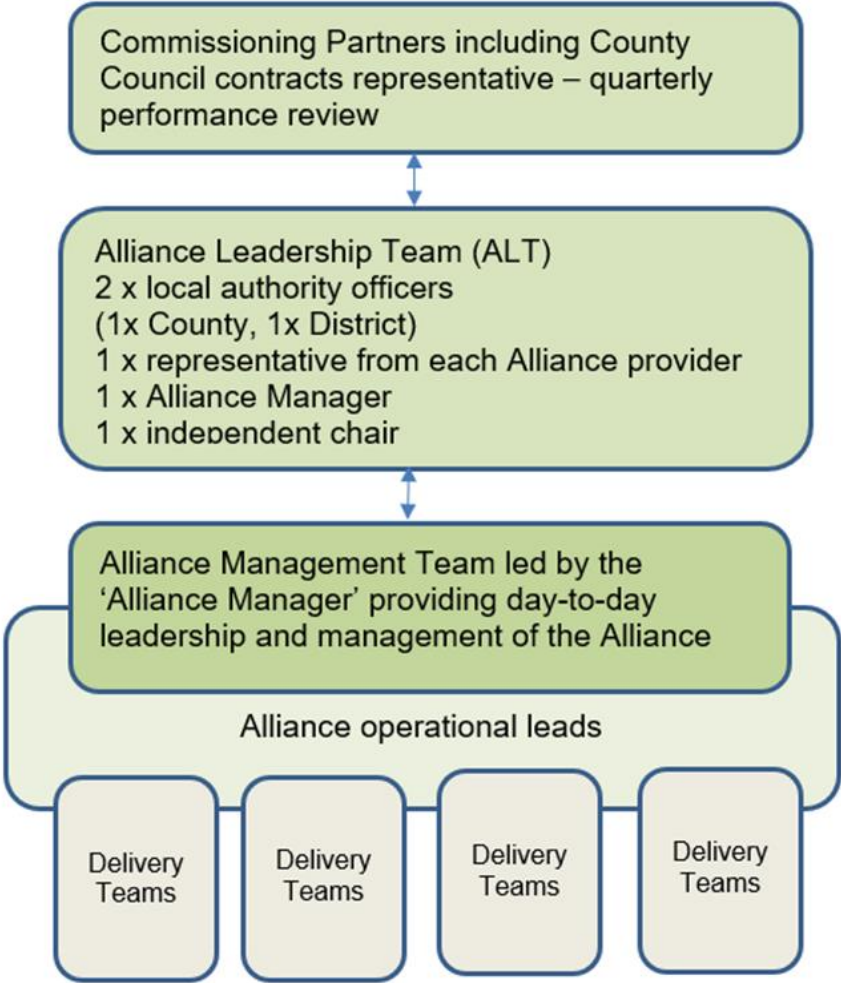 Commissioning Partners including County
Council contracts representative – quarterly
performance review
Alliance Leadership Team (ALT)
2 x local authority officers
(1x County, 1x District)
1 x representative from each Alliance provider
1 x Alliance Manager
1 x independent chair
Alliance Management Team led by the
‘Alliance Manager’ providing day-to-day
leadership and management of the Alliance
Alliance operational leads
Delivery
Teams
Delivery
Teams
Delivery
Teams
Delivery
Teams